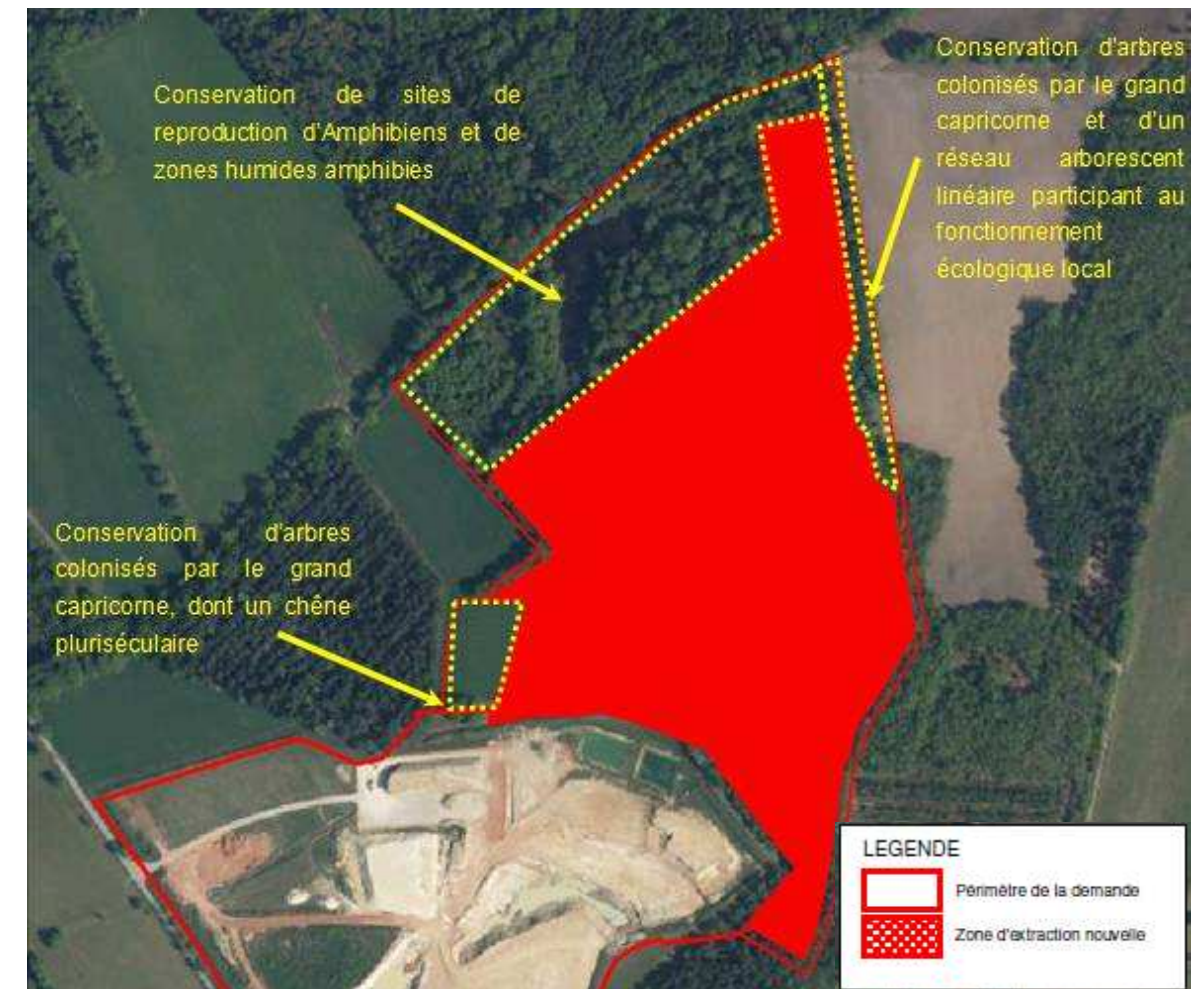 Conservation de sites de
reproduction d'Amphibiens et de
zones humides amphibies
Conservation d'arbres
colonisés par le grand
capricorne et d'un
réseau arborescent
linéaire participant au
fonctionnement
écologique local
Conservation d'arbres
colonisés par le grand
capricorne, dont un chêne
pluriséculaire
LEGENDE
Périmètre de la demande
Zone d'extraction nouvelle